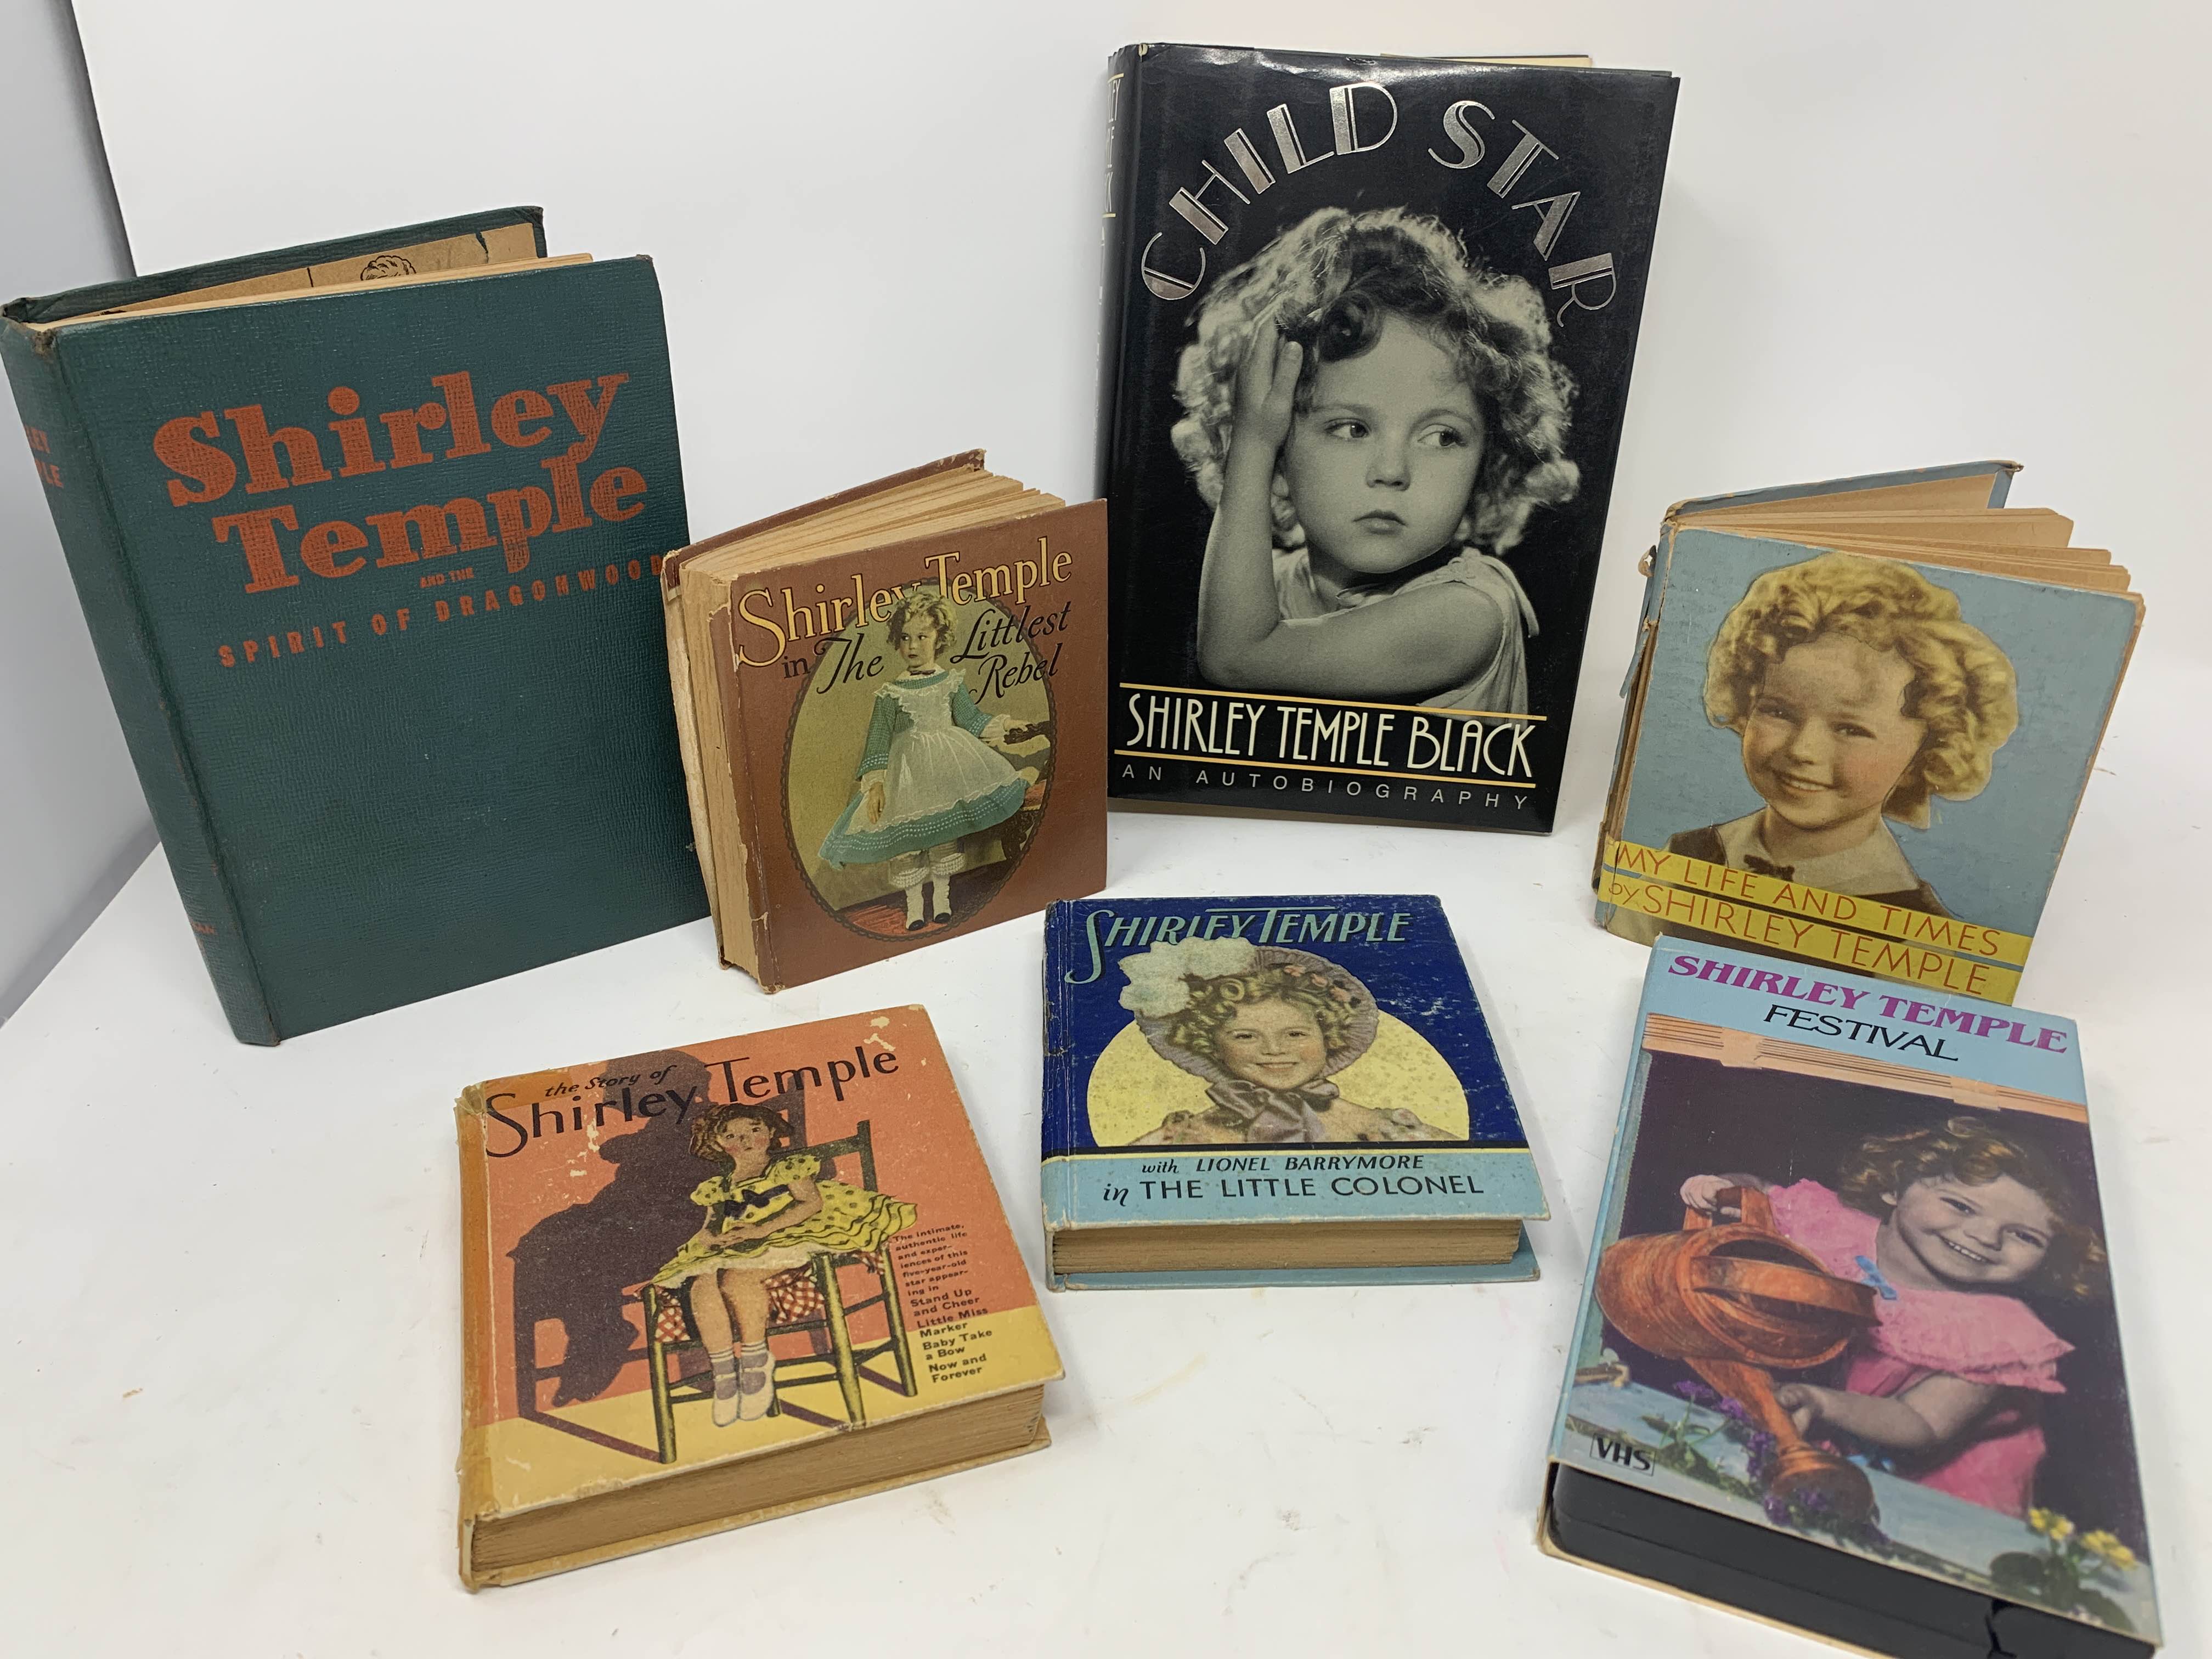 Shirley
Temple
AND THE
SPIRIT OF DRAGONWOOD
Shirley Temple
in The Littlest
Rebel
CHILD STAR
SHIRLEY TEMPLE BLACK
AN AUTOBIOGRAPHY
MY LIFE AND TIMES
by SHIRLEY TEMPLE
the Story of
Shirley Temple
The intimate,
authentic life
and exper-
iences of this
five-year-old
star appear-
ing in
Stand Up
and Cheer
Little Miss
Marker
Baby Take
a Bow
Now and
Forever
SHIRLEY TEMPLE
with LIONEL BARRYMORE
in THE LITTLE COLONEL
SHIRLEY TEMPLE
FESTIVAL
VHS